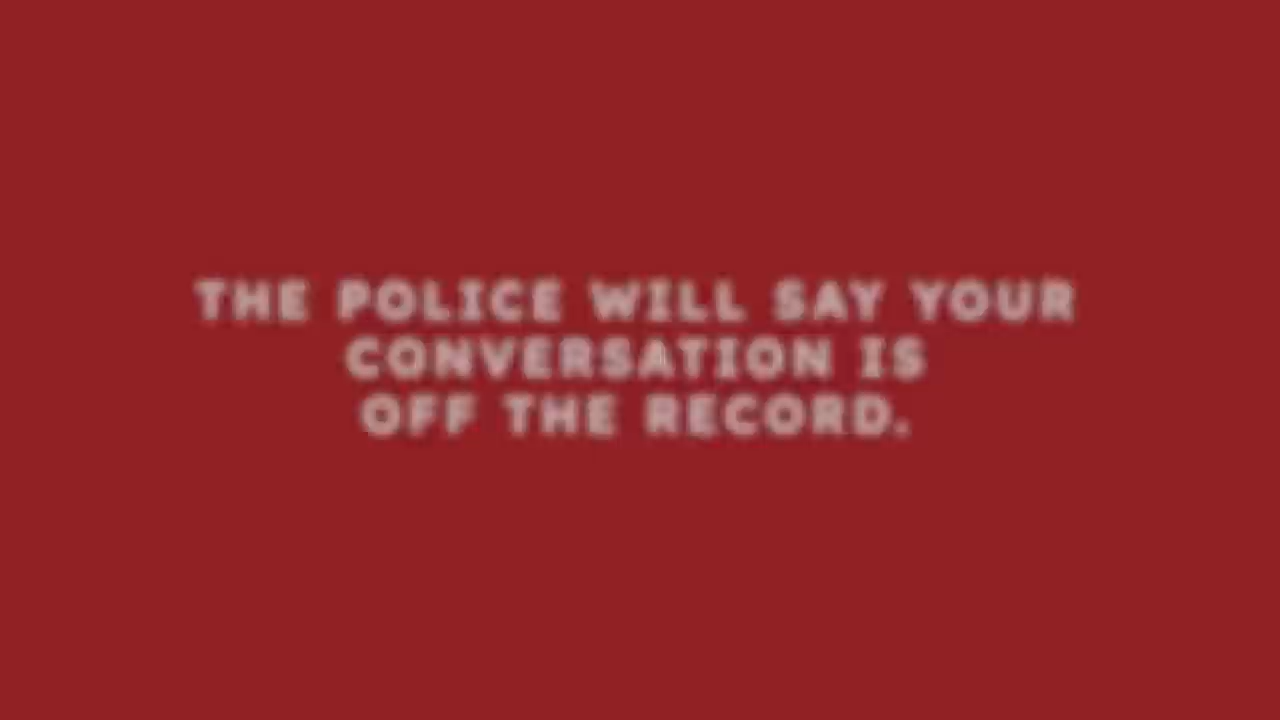 THE POLICE WILL SAY YOUR
CONVERSATION IS
OFF THE RECORD.